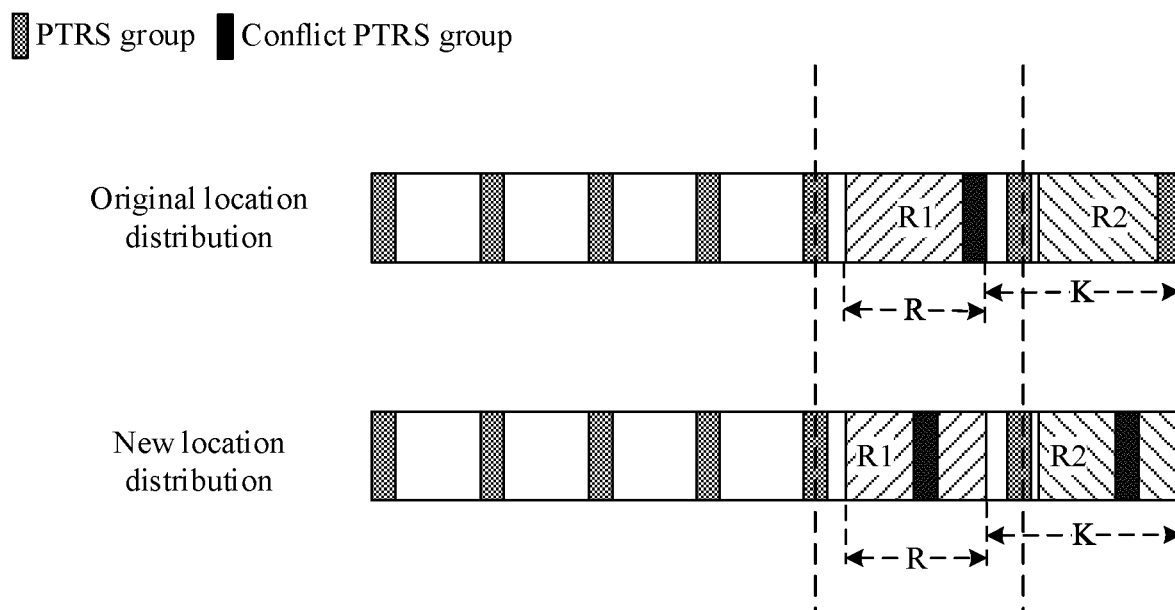 PTRS group
Conflict PTRS group
Original location
distribution
R1
R2
R
K
New location
distribution
R1
R2
R
K